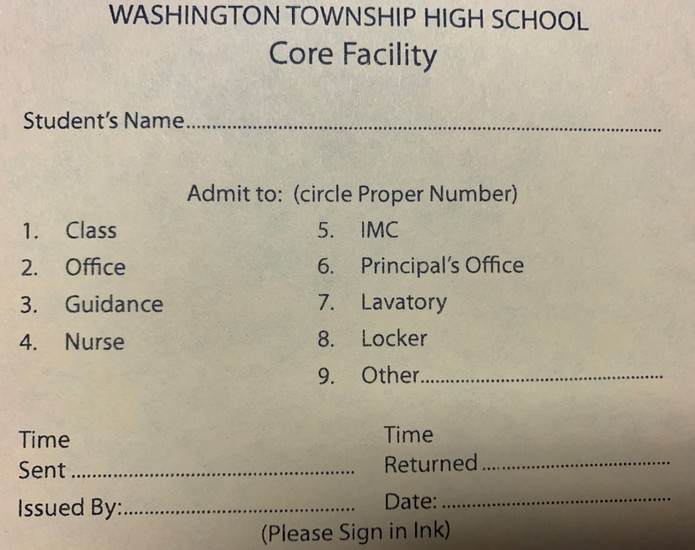 WASHINGTON TOWNSHIP HIGH SCHOOL
Core Facility
Student's Name
Admit to: (circle Proper Number)
1. Class
2. Office
3. Guidance
4. Nurse
5. IMC
6. Principal's Office
7. Lavatory
8. Locker
9. Other
Time
Sent
Time
Returned
Issued By:
Date:
(Please Sign in Ink)